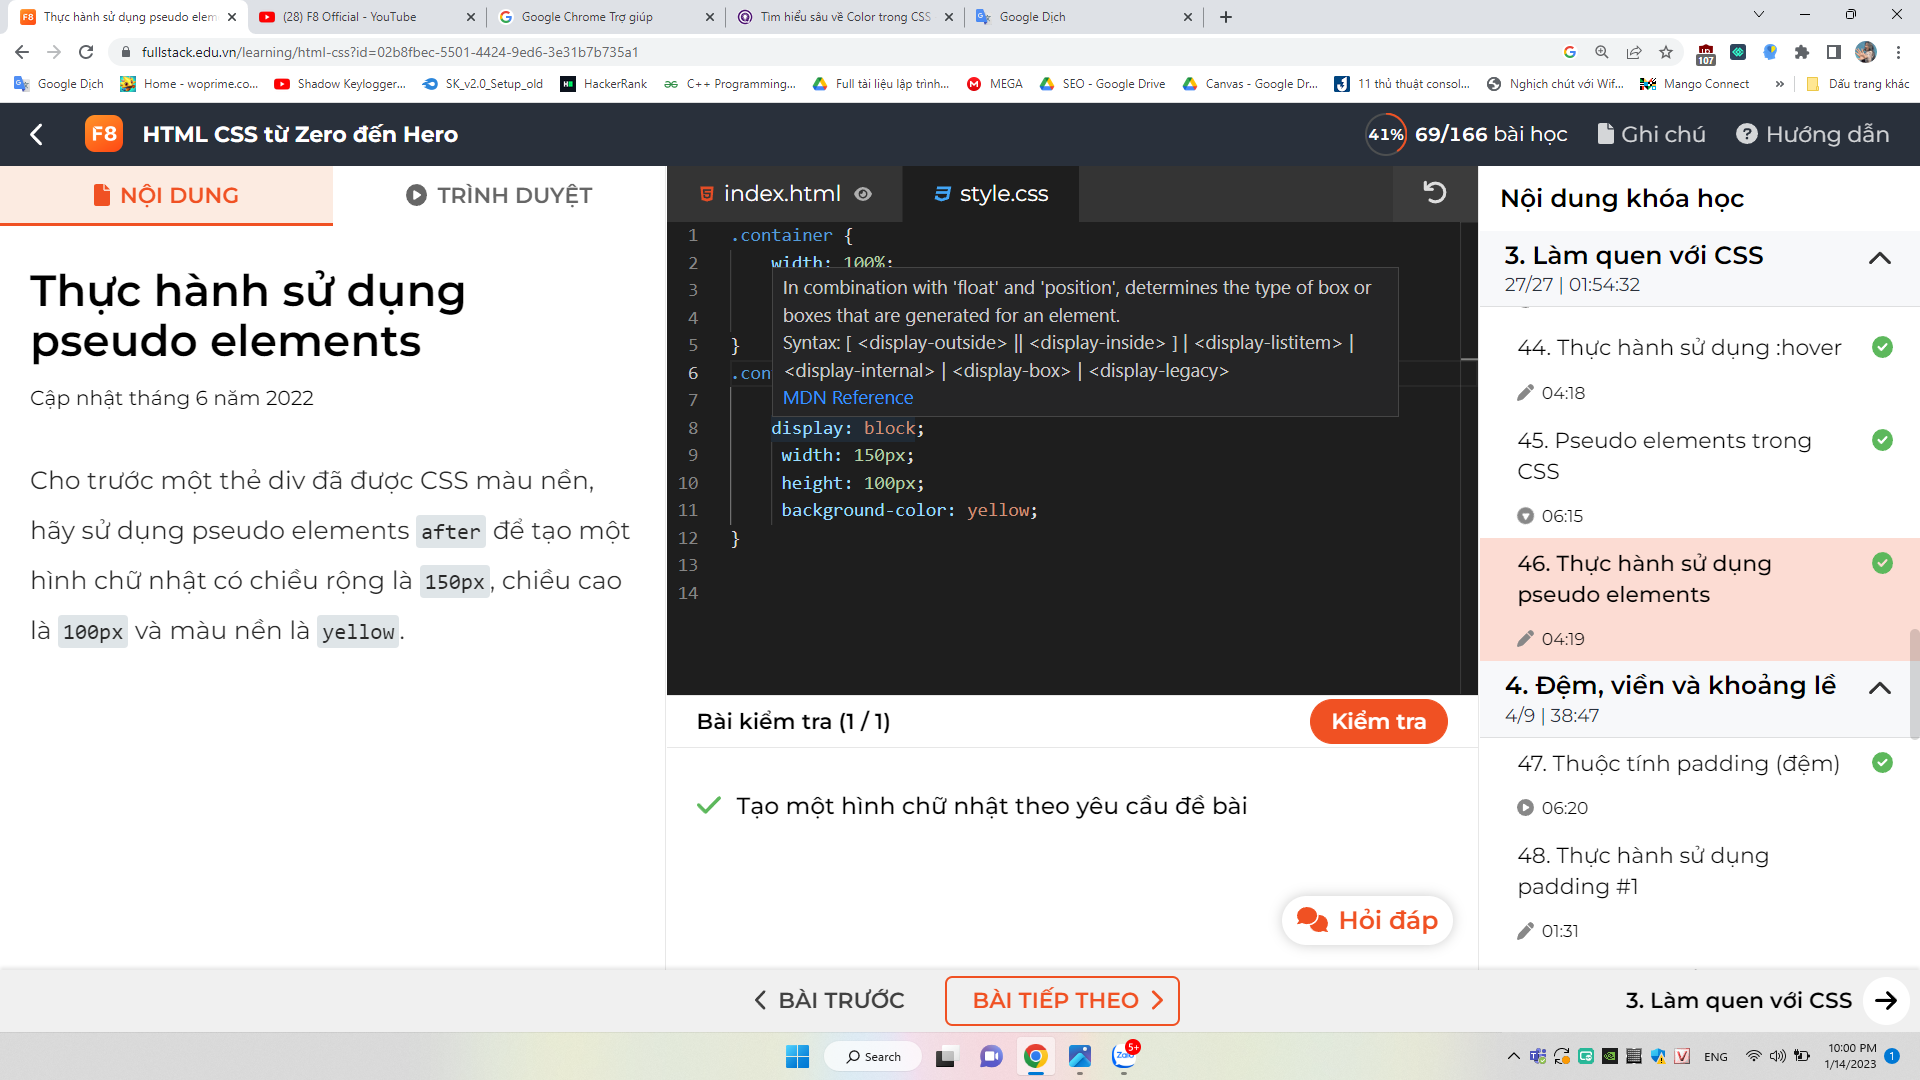 Thực hành sử dụng pseudo elem
(28) F8 Official - YouTube
Google Chrome Trợ giúp
Tìm hiểu sâu về Color trong CSS
Google Dịch
fullstack.edu.vn/learning/html-css?id=02b8fbec-5501-4424-9ed6-3e31b7b735a1
107
Google Dịch
Home - woprime.co...
Shadow Keylogger...
SK_v2.0_Setup_old
HackerRank
C++ Programming...
Full tài liệu lập trình...
MEGA
SEO - Google Drive
Canvas - Google Dr...
11 thủ thuật consol...
Nghịch chút với Wif...
Mango Connect
»
Dấu trang khác
F8
HTML CSS từ Zero đến Hero
41%
69/166 bài học
Ghi chú
Hướng dẫn
NỘI DUNG
TRÌNH DUYỆT
Thực hành sử dụng
pseudo elements
Cập nhật tháng 6 năm 2022
Cho trước một thẻ div đã được CSS màu nền,
hãy sử dụng pseudo elements after để tạo một
hình chữ nhật có chiều rộng là 150px, chiều cao
là 100px và màu nền là yellow.
index.html
style.css
1 .container {
2 width: 100%;
3
4
5 }
6 .con
7
8 display: block;
9 width: 150px;
10 height: 100px;
11 background-color: yellow;
12 }
13
14
In combination with 'float' and 'position', determines the type of box or
boxes that are generated for an element.
Syntax: [ <display-outside> || <display-inside> ] | <display-listitem> |
<display-internal> | <display-box> | <display-legacy>
MDN Reference
Bài kiểm tra (1 / 1)
Kiểm tra
Tạo một hình chữ nhật theo yêu cầu đề bài
Hỏi đáp
Nội dung khóa học
3. Làm quen với CSS
27/27 | 01:54:32
44. Thực hành sử dụng :hover
04:18
45. Pseudo elements trong
CSS
06:15
46. Thực hành sử dụng
pseudo elements
04:19
4. Đệm, viền và khoảng lề
4/9 | 38:47
47. Thuộc tính padding (đệm)
06:20
48. Thực hành sử dụng
padding #1
01:31
BÀI TRƯỚC
BÀI TIẾP THEO
3. Làm quen với CSS
Search
Zalo
5+
ENG
10:00 PM
1/14/2023
1